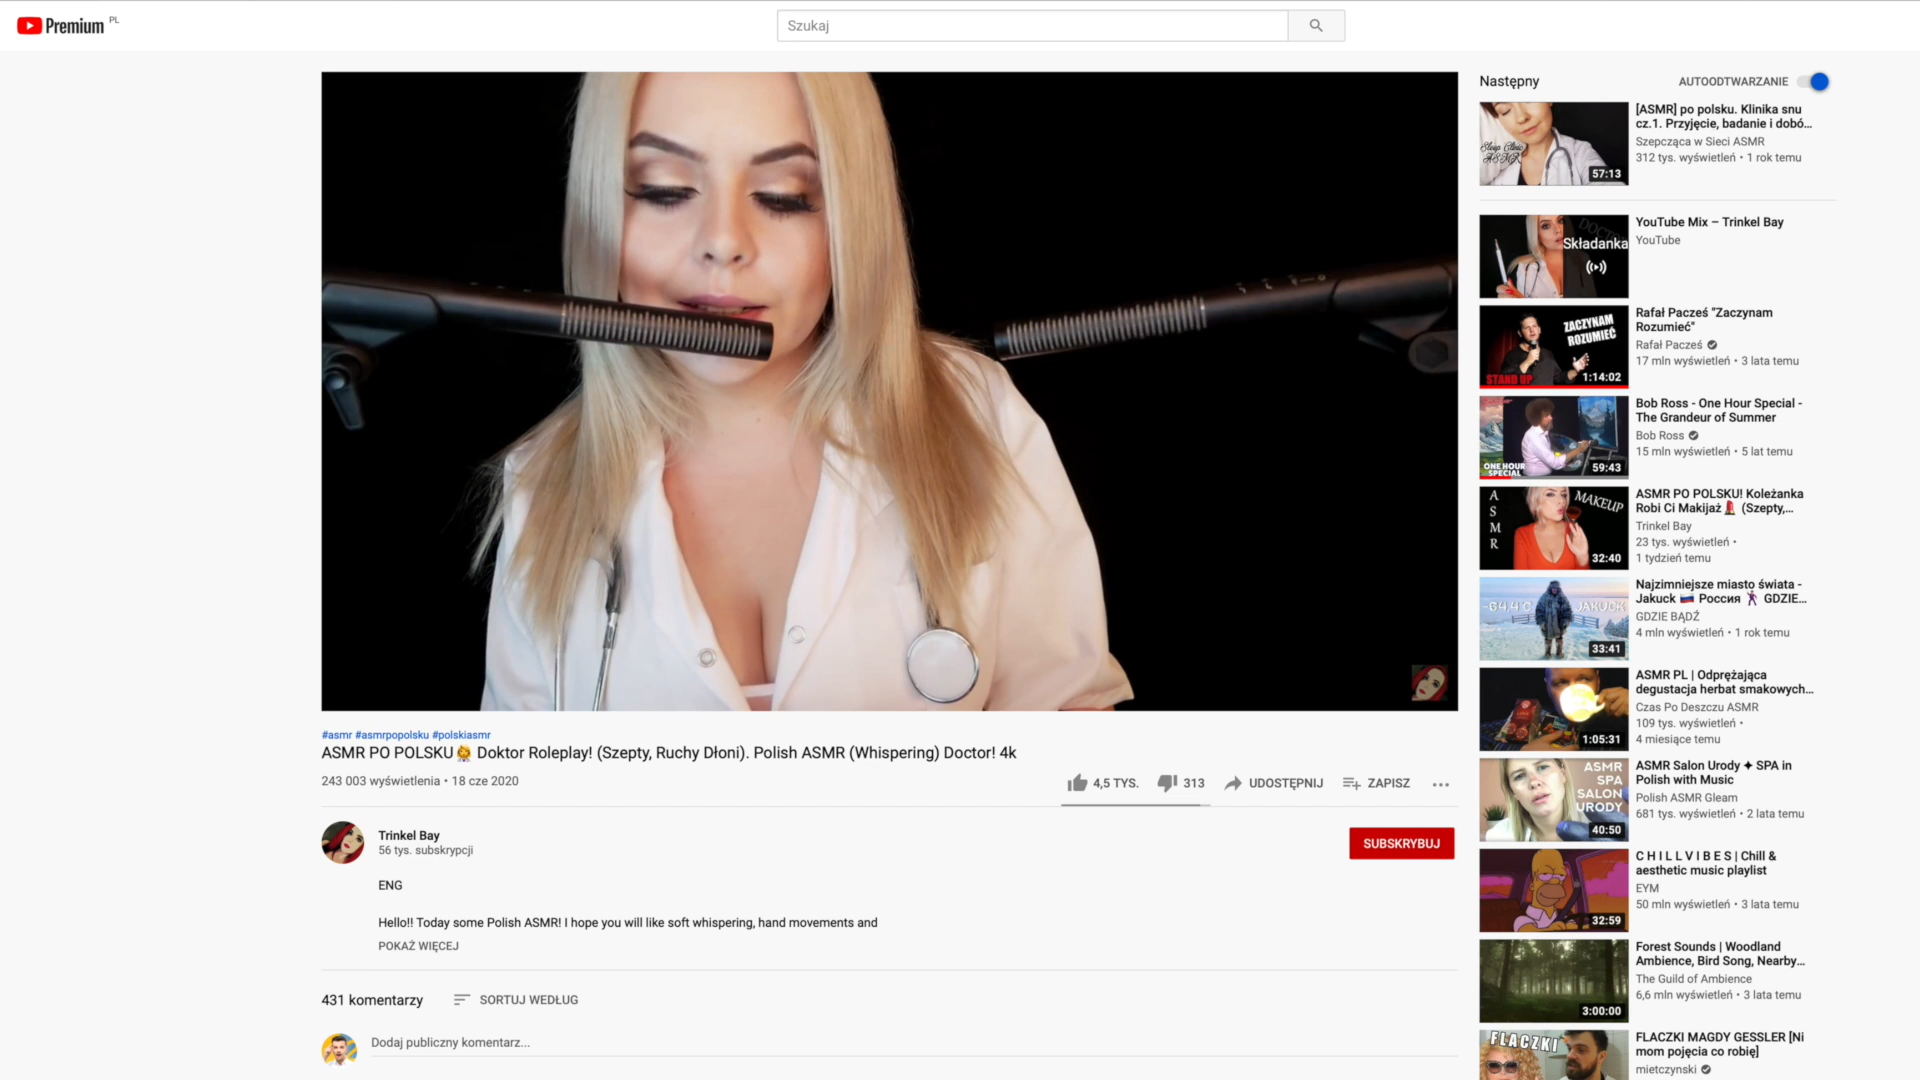 Premium PL
Szukaj
#asmr #asmrpopolsku #polskiasmr
ASMR PO POLSKU Doktor Roleplay! (Szepty, Ruchy Dłoni). Polish ASMR (Whispering) Doctor! 4k
243 003 wyświetlenia • 18 cze 2020
4,5 TYS.
313
UDOSTĘPNIJ
ZAPISZ
Trinkel Bay
56 tys. subskrypcji
SUBSKRYBUJ
ENG
Hello!! Today some Polish ASMR! I hope you will like soft whispering, hand movements and
POKAŻ WIĘCEJ
431 komentarzy
SORTUJ WEDŁUG
Dodaj publiczny komentarz...
Następny
AUTOODTWARZANIE
Sleep Clinic
ASMR
57:13
[ASMR] po polsku. Klinika snu
cz.1. Przyjęcie, badanie i dobó...
Szepcząca w Sieci ASMR
312 tys. wyświetleń • 1 rok temu
Składanka
YouTube Mix – Trinkel Bay
YouTube
ZACZYNAM
ROZUMIEĆ
STAND UP
1:14:02
Rafał Pacześ "Zaczynam
Rozumieć"
Rafał Pacześ
17 mln wyświetleń • 3 lata temu
ONE HOUR
SPECIAL
59:43
Bob Ross - One Hour Special -
The Grandeur of Summer
Bob Ross
15 mln wyświetleń • 5 lat temu
A
S
M
R
MAKEUP
32:40
ASMR PO POLSKU! Koleżanka
Robi Ci Makijaż (Szepty,...
Trinkel Bay
23 tys. wyświetleń •
1 tydzień temu
-64,4°C
JAKUCK
33:41
Najzimniejsze miasto świata -
Jakuck Россия GDZIE...
GDZIE BĄDŹ
4 mln wyświetleń • 1 rok temu
1:05:31
ASMR PL | Odprężająca
degustacja herbat smakowych...
Czas Po Deszczu ASMR
109 tys. wyświetleń •
4 miesiące temu
ASMR
SPA
SALON
URODY
40:50
ASMR Salon Urody ✦ SPA in
Polish with Music
Polish ASMR Gleam
681 tys. wyświetleń • 2 lata temu
32:59
C H I L L V I B E S | Chill &
aesthetic music playlist
EYM
50 mln wyświetleń • 3 lata temu
3:00:00
Forest Sounds | Woodland
Ambience, Bird Song, Nearby...
The Guild of Ambience
6,6 mln wyświetleń • 3 lata temu
FLACZKI
FLACZKI MAGDY GESSLER [Ni
mom pojęcia co robię]
mietczynski